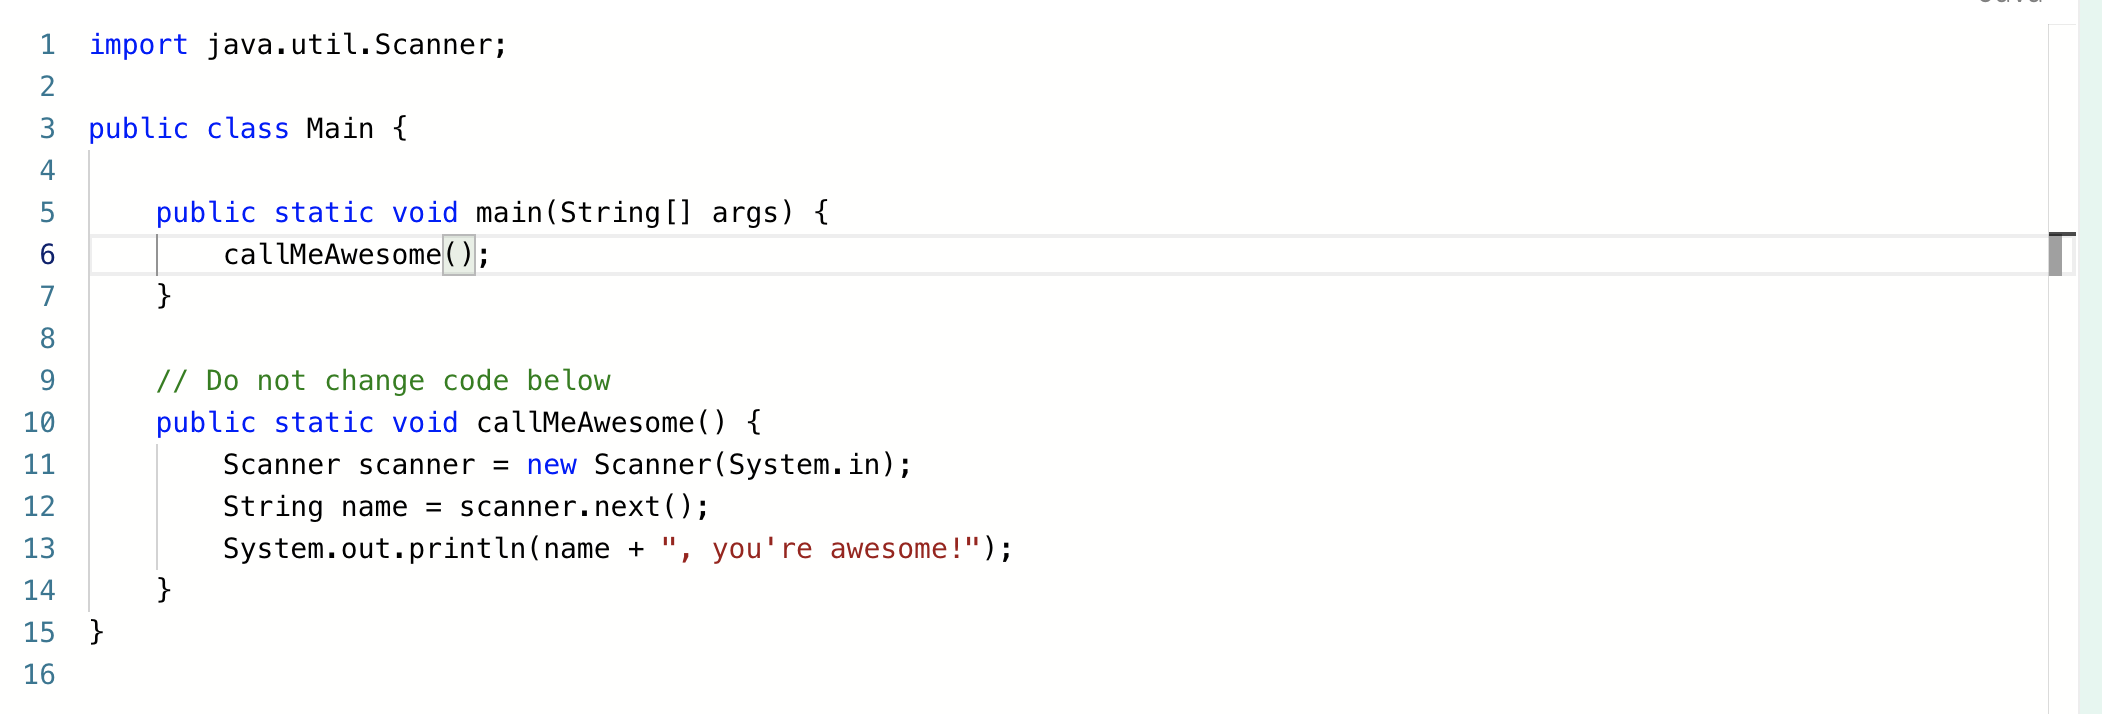 1 import java.util.Scanner;
2
3 public class Main {
4
5     public static void main(String[] args) {
6         callMeAwesome();
7     }
8
9     // Do not change code below
10     public static void callMeAwesome() {
11         Scanner scanner = new Scanner(System.in);
12         String name = scanner.next();
13         System.out.println(name + ", you're awesome!");
14     }
15 }
16